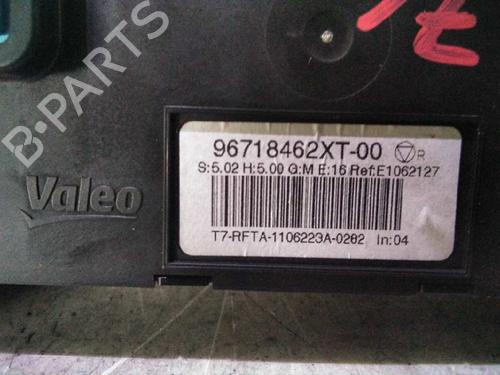 B-PARTS
96718462XT-00 R
S:5.02 H:5.00 G:M E:16 Ref:E1062127
Valeo
T7-RFTA-1106223A-0282 In:04